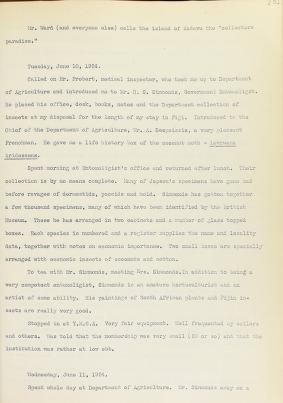 Mr. Ward (and everyone else) calls the island of Kadavu the "collectors
paradise."
Tuesday, June 10, 1924.
Called on Mr. Probert, medical inspector, who took me up to Department
of Agriculture and introduced me to Mr. H. S. Simmonds, Government Entomologist.
He placed his office, desk, books, notes and the Department collection of
insects at my disposal for the length of my stay in Fiji. Introduced to the
Chief of the Department of Agriculture, Mr. A. a very pleasant
Frenchman. He gave me a life history box of the coconut moth - Levuana
iridescens.
Spent morning at Entomologist's office and returned after lunch. Their
collection is by no means complete. Many of Jepson's specimens have gone and
before ravages of dermestids, psocids and mold. Simmonds has gotten together
a few thousand specimens, many of which have been identified by the British
Museum. These he has arranged in two cabinets and a number of glass topped
boxes. Each species is numbered and a register supplies the name and locality
data, together with notes on economic importance. Two small boxes are specially
arranged with economic insects of coconuts and cotton.
To tea with Mr. Simmonds, meeting Mrs. Simmonds. In addition to being a
very competent entomologist, Simmonds is an amateur horticulturist and an
artist of some ability. His paintings of South African plants and Fijin in-
sects are really very good.
Stopped in at Y.M.C.A. Very fair equipment. Well frequented by sailors
and others. Was told that the membership was very small (20 or so) and that the
institution was rather at low ebb.
Wednesday, June 11, 1924.
Spent whole day at Department of Agriculture. Mr. Simmonds away on a